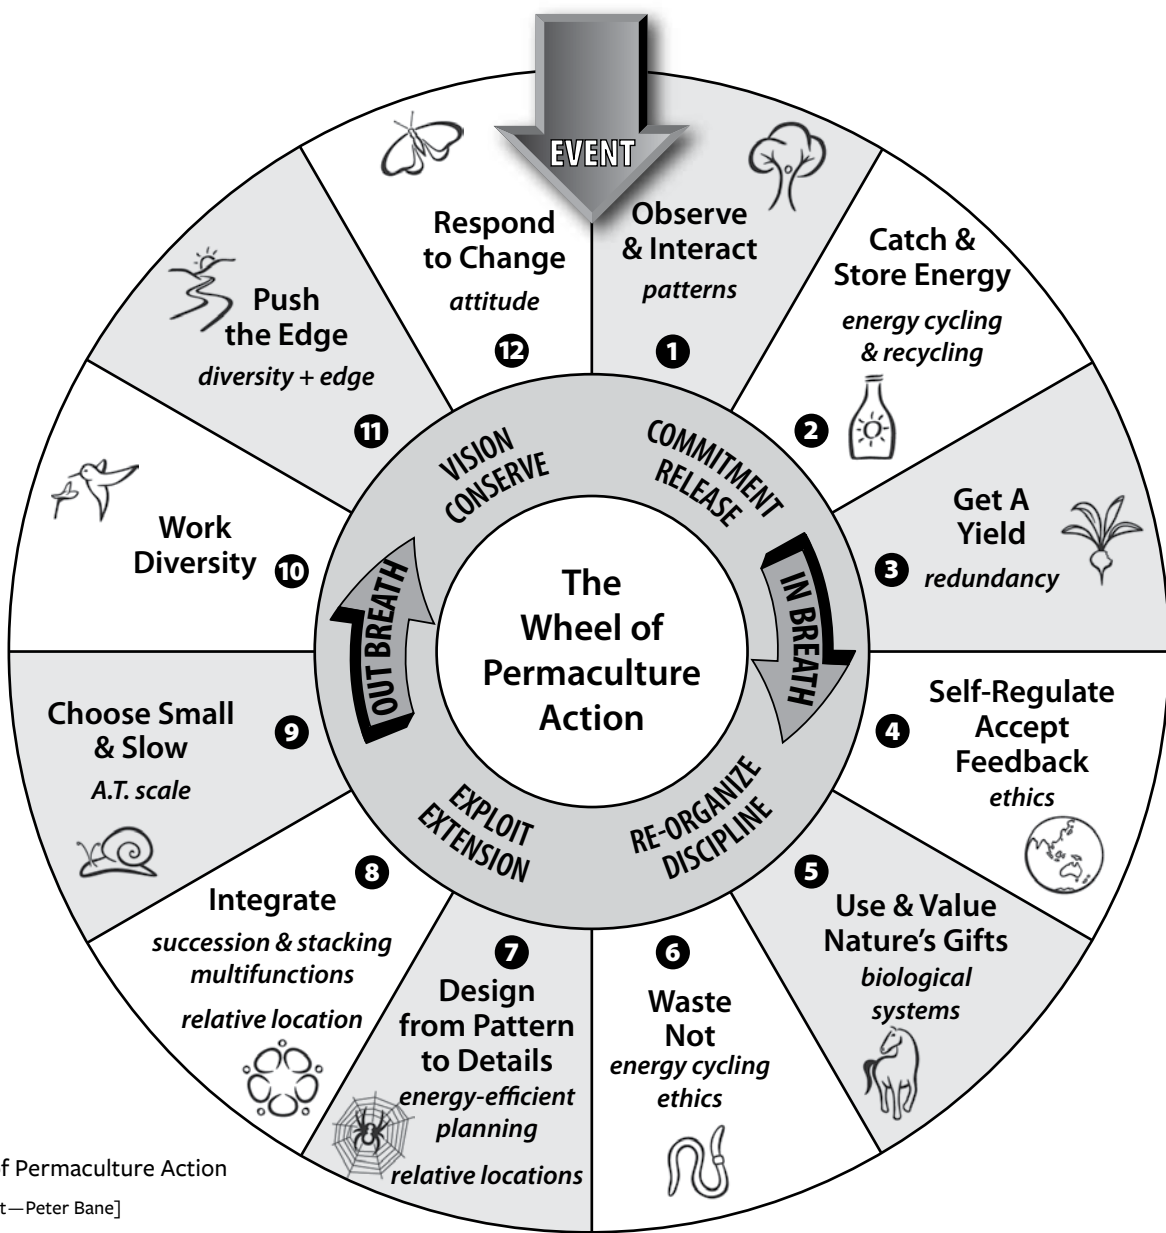 EVENT
Observe
& Interact
patterns
1
Catch &
Store Energy
energy cycling
& recycling
2
Get A
Yield
redundancy
3
Self-Regulate
Accept
Feedback
ethics
4
Use & Value
Nature's Gifts
biological
systems
5
Waste
Not
energy cycling
ethics
6
Design
from Pattern
to Details
energy-efficient
planning
relative locations
7
Integrate
succession & stacking
multifunctions
relative location
8
Choose Small
& Slow
A.T. scale
9
Work
Diversity
10
Push
the Edge
diversity + edge
11
Respond
to Change
attitude
12
VISION
CONSERVE
COMMITMENT
RELEASE
IN BREATH
RE-ORGANIZE
DISCIPLINE
EXPLOIT
EXTENSION
OUT BREATH
The
Wheel of
Permaculture
Action
of Permaculture Action
t—Peter Bane]